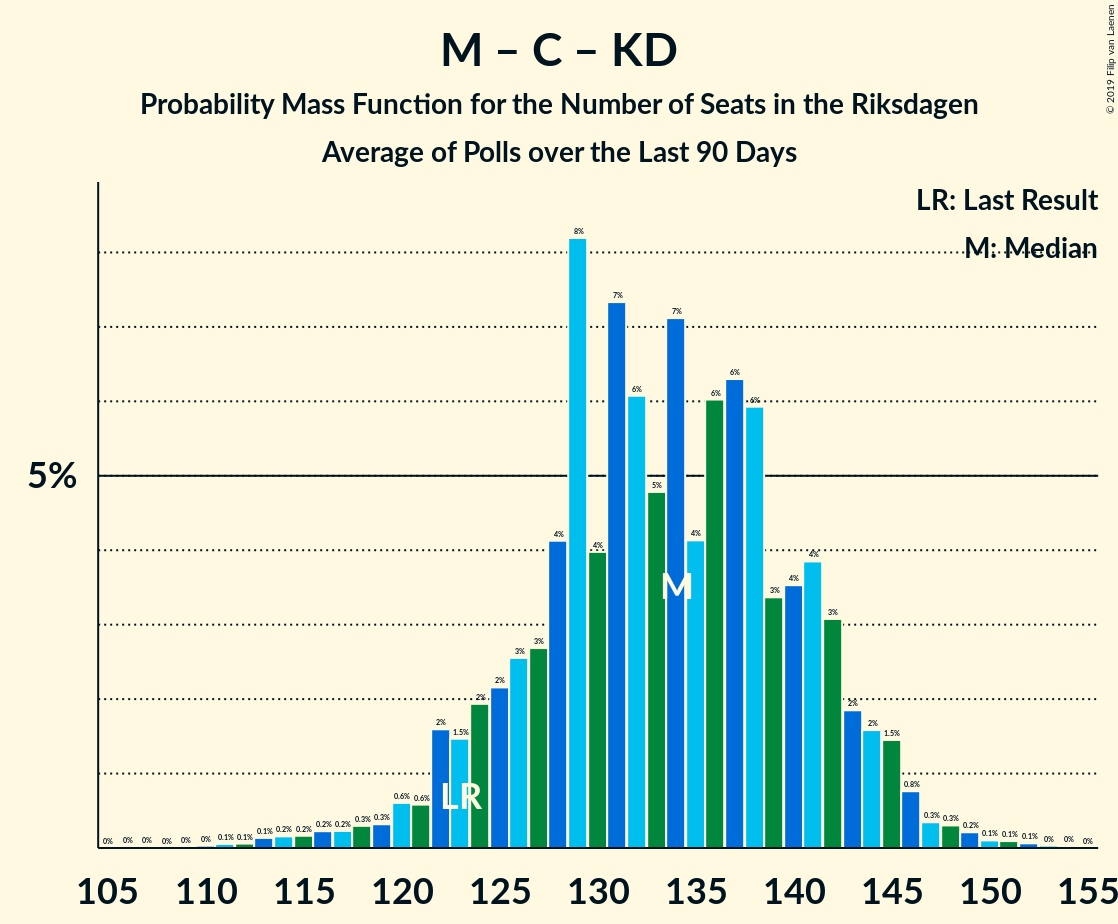 M – C – KD
Probability Mass Function for the Number of Seats in the Riksdagen
Average of Polls over the Last 90 Days
© 2019 Filip van Laenen
LR: Last Result
M: Median
5%
0% 0% 0% 0% 0% 0% 0.1% 0.1% 0.1% 0.2% 0.2% 0.2% 0.2% 0.3% 0.3% 0.6% 0.6% 2% 1.5% 2% 2% 3% 3% 4% 8% 4% 7% 6% 5% 7% 4% 6% 6% 6% 3% 4% 4% 3% 2% 2% 1.5% 0.8% 0.3% 0.3% 0.2% 0.1% 0.1% 0.1% 0% 0% 0%
M
LR
105 110 115 120 125 130 135 140 145 150 155